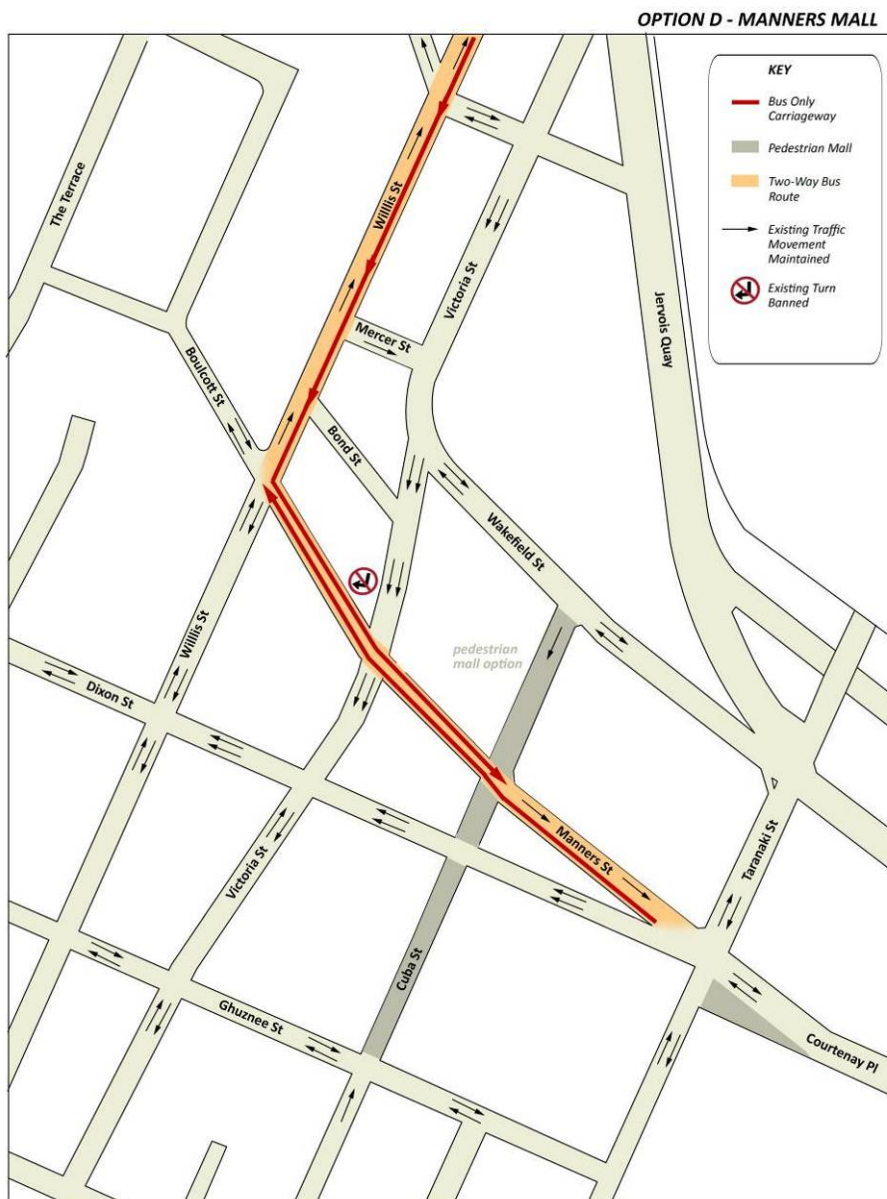 OPTION D - MANNERS MALL
KEY
Bus Only
Carriageway
Pedestrian Mall
Two-Way Bus
Route
Existing Traffic
Movement
Maintained
Existing Turn
Banned
The Terrace
Willlis St
Victoria St
Jervois Quay
Mercer St
Boulcott St
Bond St
Wakefield St
Willlis St
pedestrian
mall option
Dixon St
Manners St
Taranaki St
Victoria St
Cuba St
Ghuznee St
Courtenay Pl